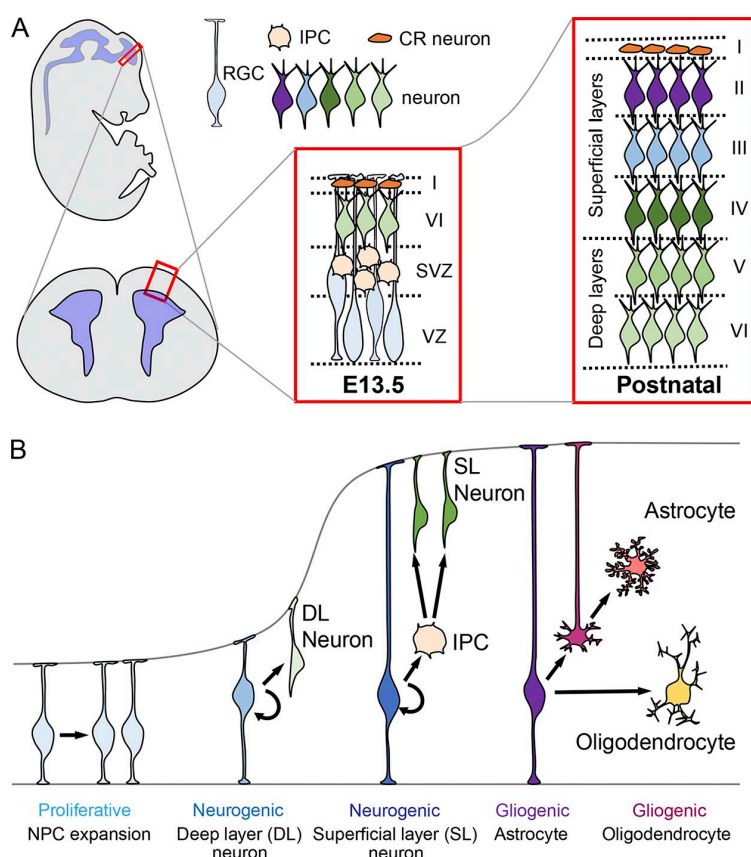 A
RGC
IPC
CR neuron
neuron
I
VI
SVZ
VZ
E13.5
Superficial layers
Deep layers
I
II
III
IV
V
VI
Postnatal
B
DL
Neuron
SL
Neuron
IPC
Astrocyte
Oligodendrocyte
Proliferative
NPC expansion
Neurogenic
Deep layer (DL)
neuron
Neurogenic
Superficial layer (SL)
neuron
Gliogenic
Astrocyte
Gliogenic
Oligodendrocyte